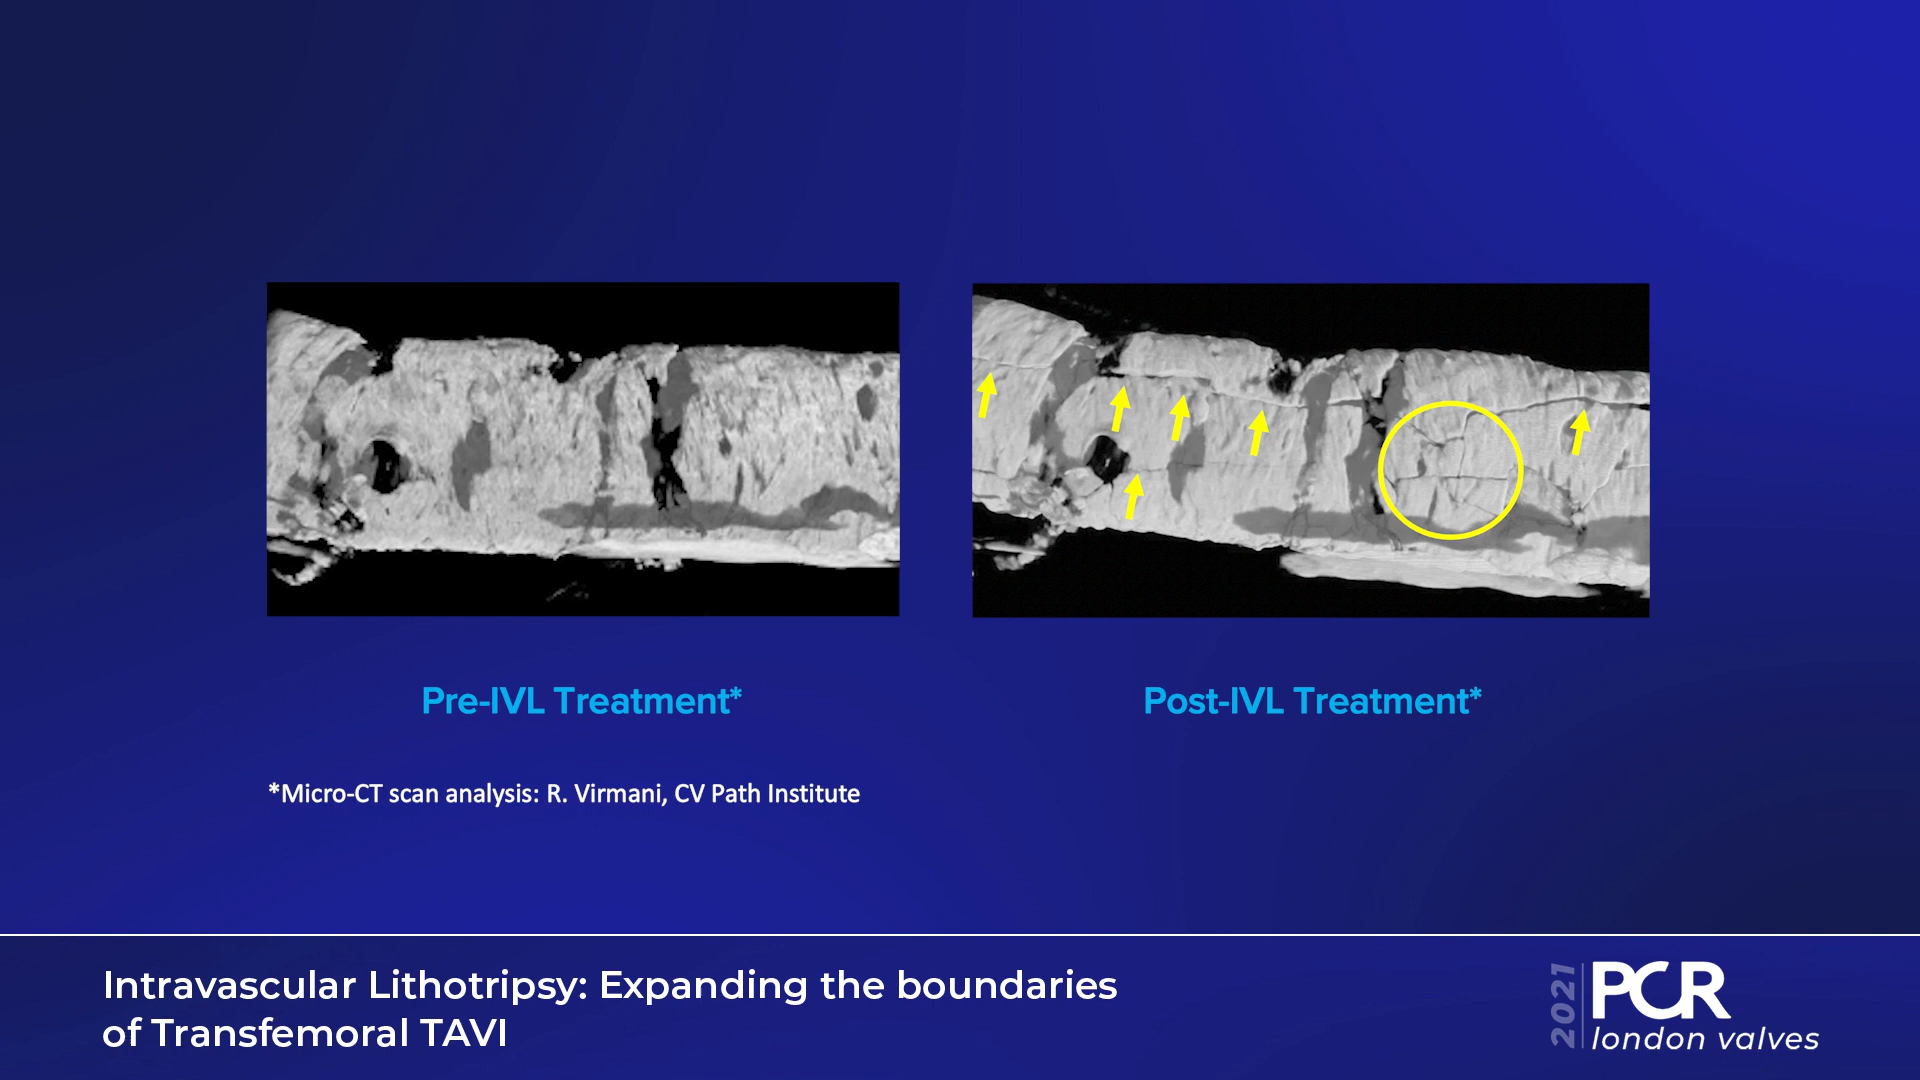 Pre-IVL Treatment*
Post-IVL Treatment*
*Micro-CT scan analysis: R. Virmani, CV Path Institute
Intravascular Lithotripsy: Expanding the boundaries
of Transfemoral TAVI
2021
PCR
london valves